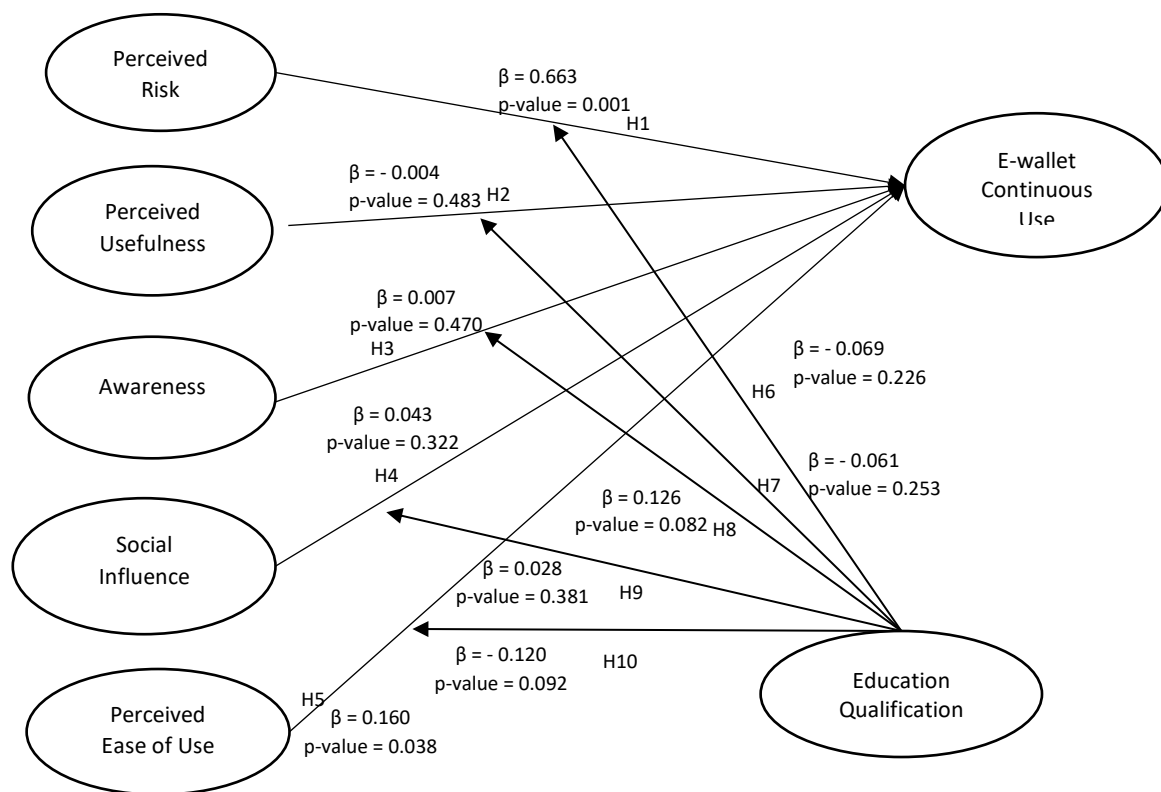 Perceived
Risk
β = 0.663
p-value = 0.001
H1
E-wallet
Continuous
Use
Perceived
Usefulness
β = - 0.004
p-value = 0.483
H2
Awareness
β = 0.007
p-value = 0.470
H3
β = - 0.069
p-value = 0.226
H6
β = 0.043
p-value = 0.322
H4
β = - 0.061
p-value = 0.253
H7
Social
Influence
β = 0.126
p-value = 0.082
H8
β = 0.028
p-value = 0.381
H9
β = - 0.120
p-value = 0.092
H10
Education
Qualification
Perceived
Ease of Use
H5
β = 0.160
p-value = 0.038